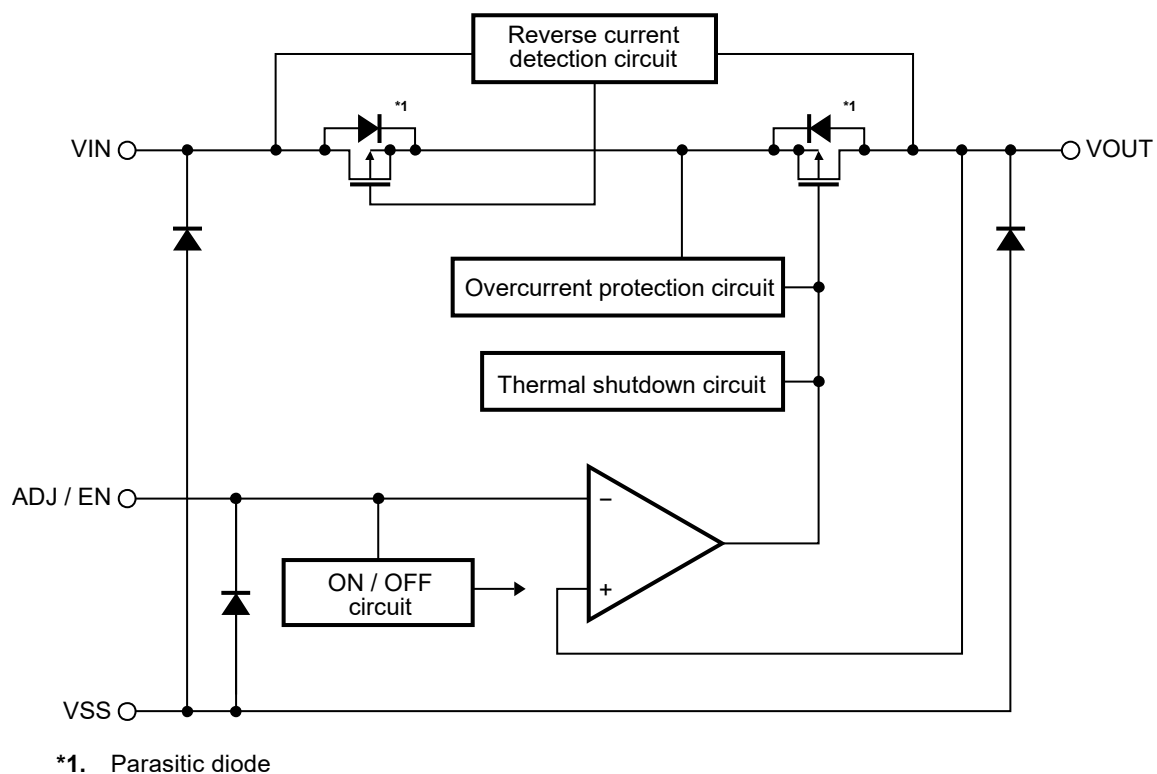 Reverse current
detection circuit
*1
*1
VIN
VOUT
Overcurrent protection circuit
Thermal shutdown circuit
ADJ / EN
−
ON / OFF
circuit
+
VSS
*1. Parasitic diode